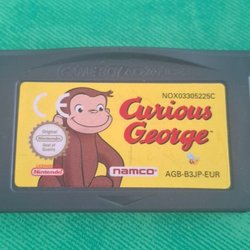 GAME BOY ADVANCE
NOX03305225C
CE
Curious
George
Original
Nintendo
Seal of Quality
Nintendo
namco
AGB-B3JP-EUR